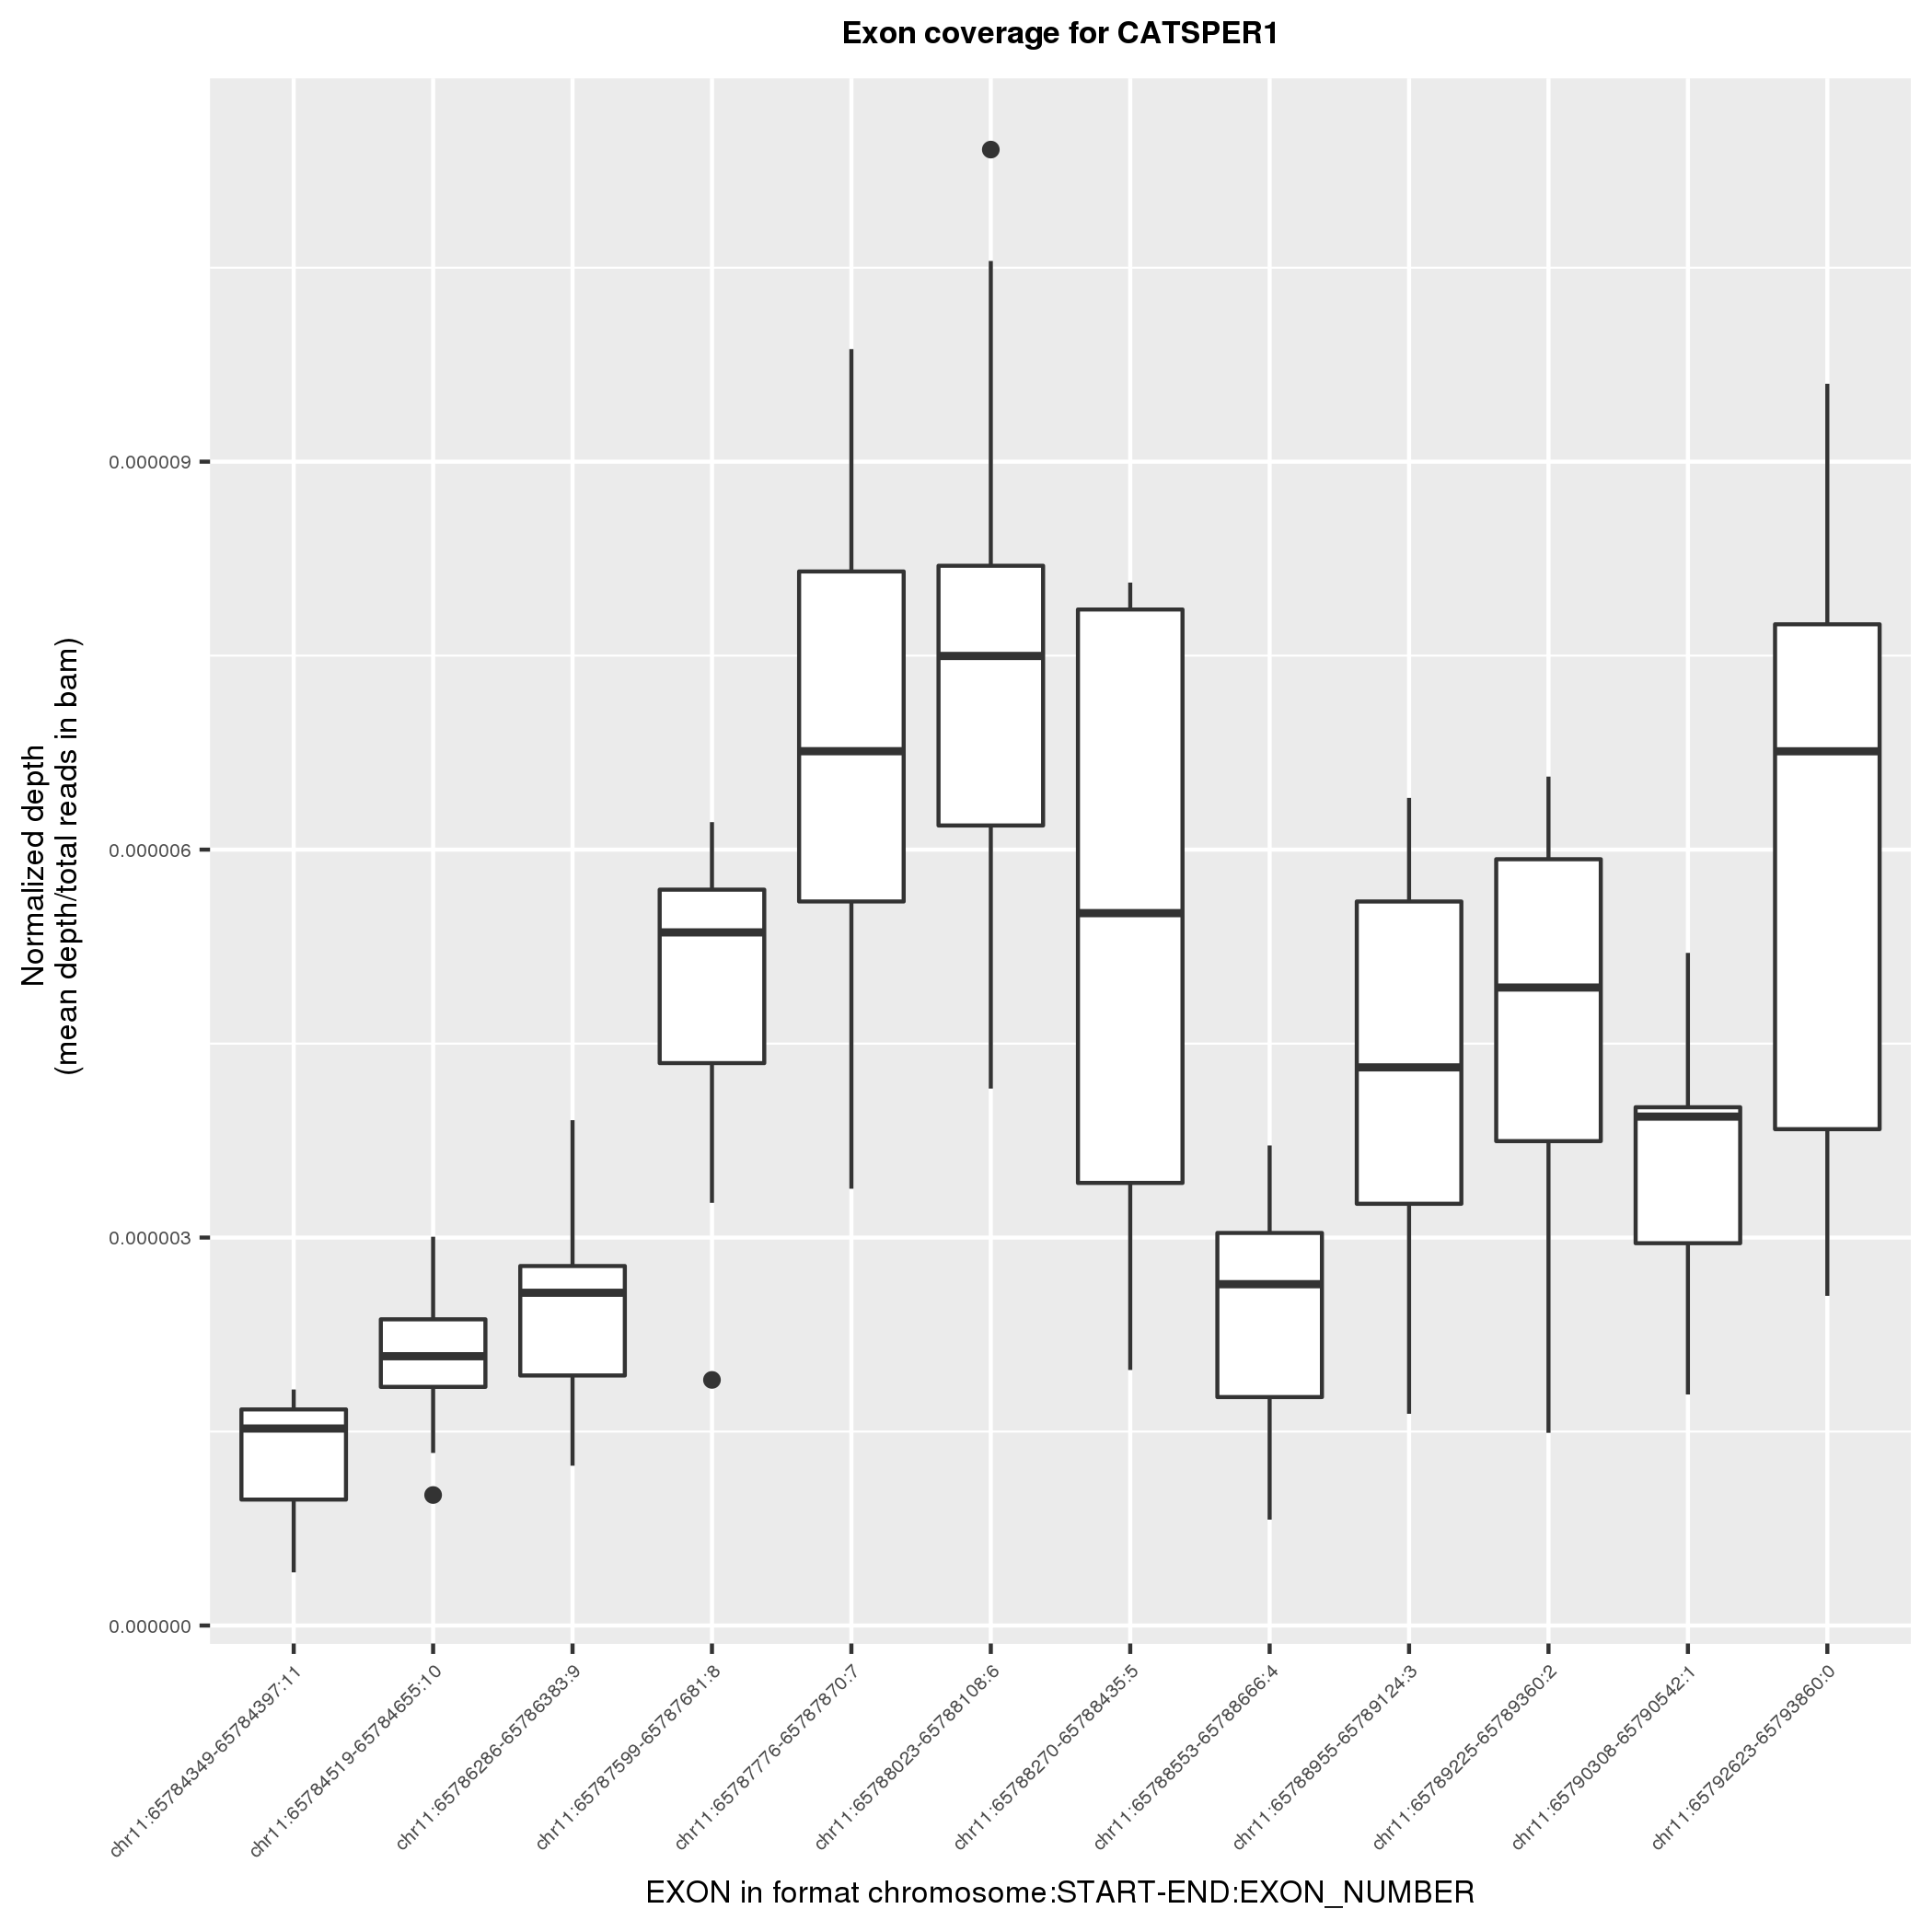 Exon coverage for CATSPER1
Normalized depth
(mean depth/total reads in bam)
0.000009
0.000006
0.000003
0.000000
chr11:65784349-65784397:11
chr11:65784519-65784655:10
chr11:65786286-65786383:9
chr11:65787599-65787681:8
chr11:65787776-65787870:7
chr11:65788023-65788108:6
chr11:65788270-65788435:5
chr11:65788553-65788666:4
chr11:65788955-65789124:3
chr11:65789225-65789360:2
chr11:65790308-65790542:1
chr11:65792623-65793860:0
EXON in format chromosome:START-END:EXON_NUMBER